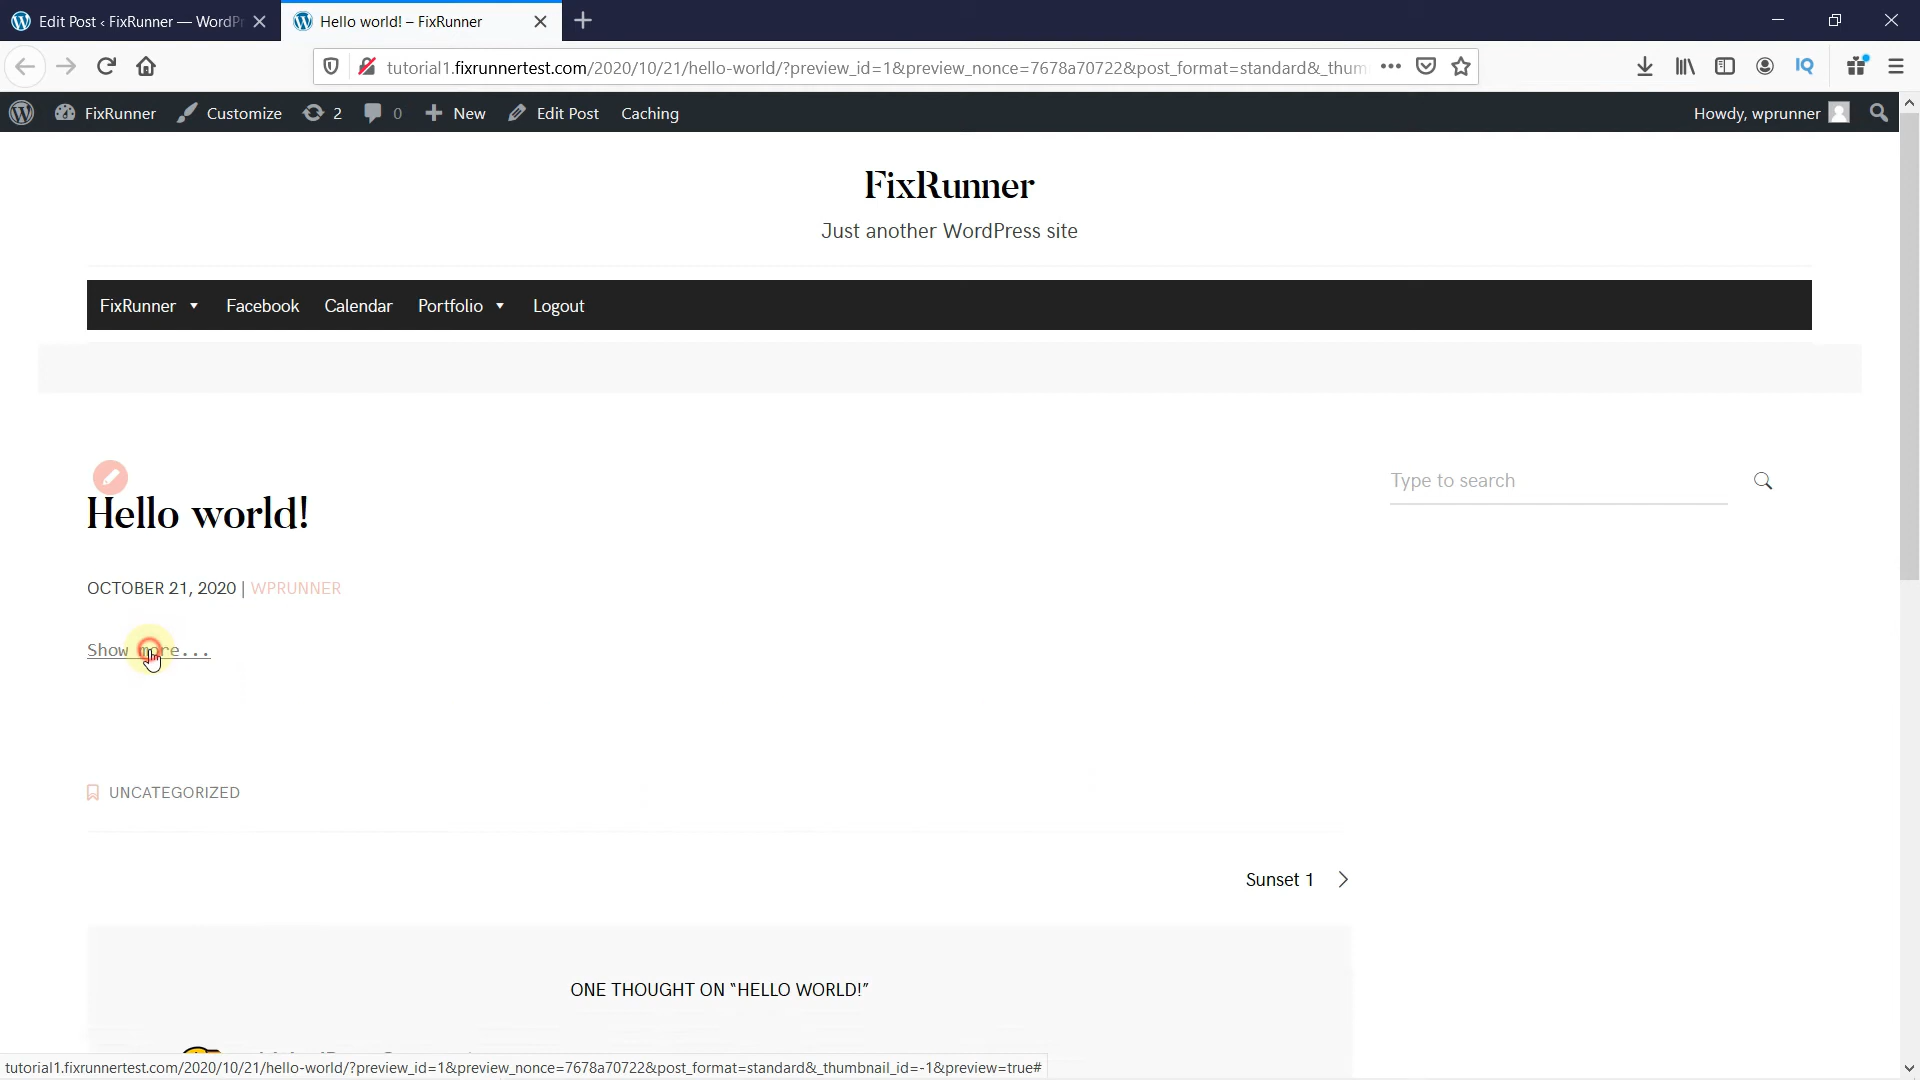 Edit Post ‹ FixRunner — WordPr
Hello world! – FixRunner
tutorial1.fixrunnertest.com/2020/10/21/hello-world/?preview_id=1&preview_nonce=7678a70722&post_format=standard&_thum
IQ
FixRunner Customize 2 0 New Edit Post Caching
Howdy, wprunner
FixRunner
Just another WordPress site
FixRunner Facebook Calendar Portfolio Logout
Type to search
Hello world!
OCTOBER 21, 2020 | WPRUNNER
Show more...
UNCATEGORIZED
Sunset 1
ONE THOUGHT ON “HELLO WORLD!”
tutorial1.fixrunnertest.com/2020/10/21/hello-world/?preview_id=1&preview_nonce=7678a70722&post_format=standard&_thumbnail_id=-1&preview=true#